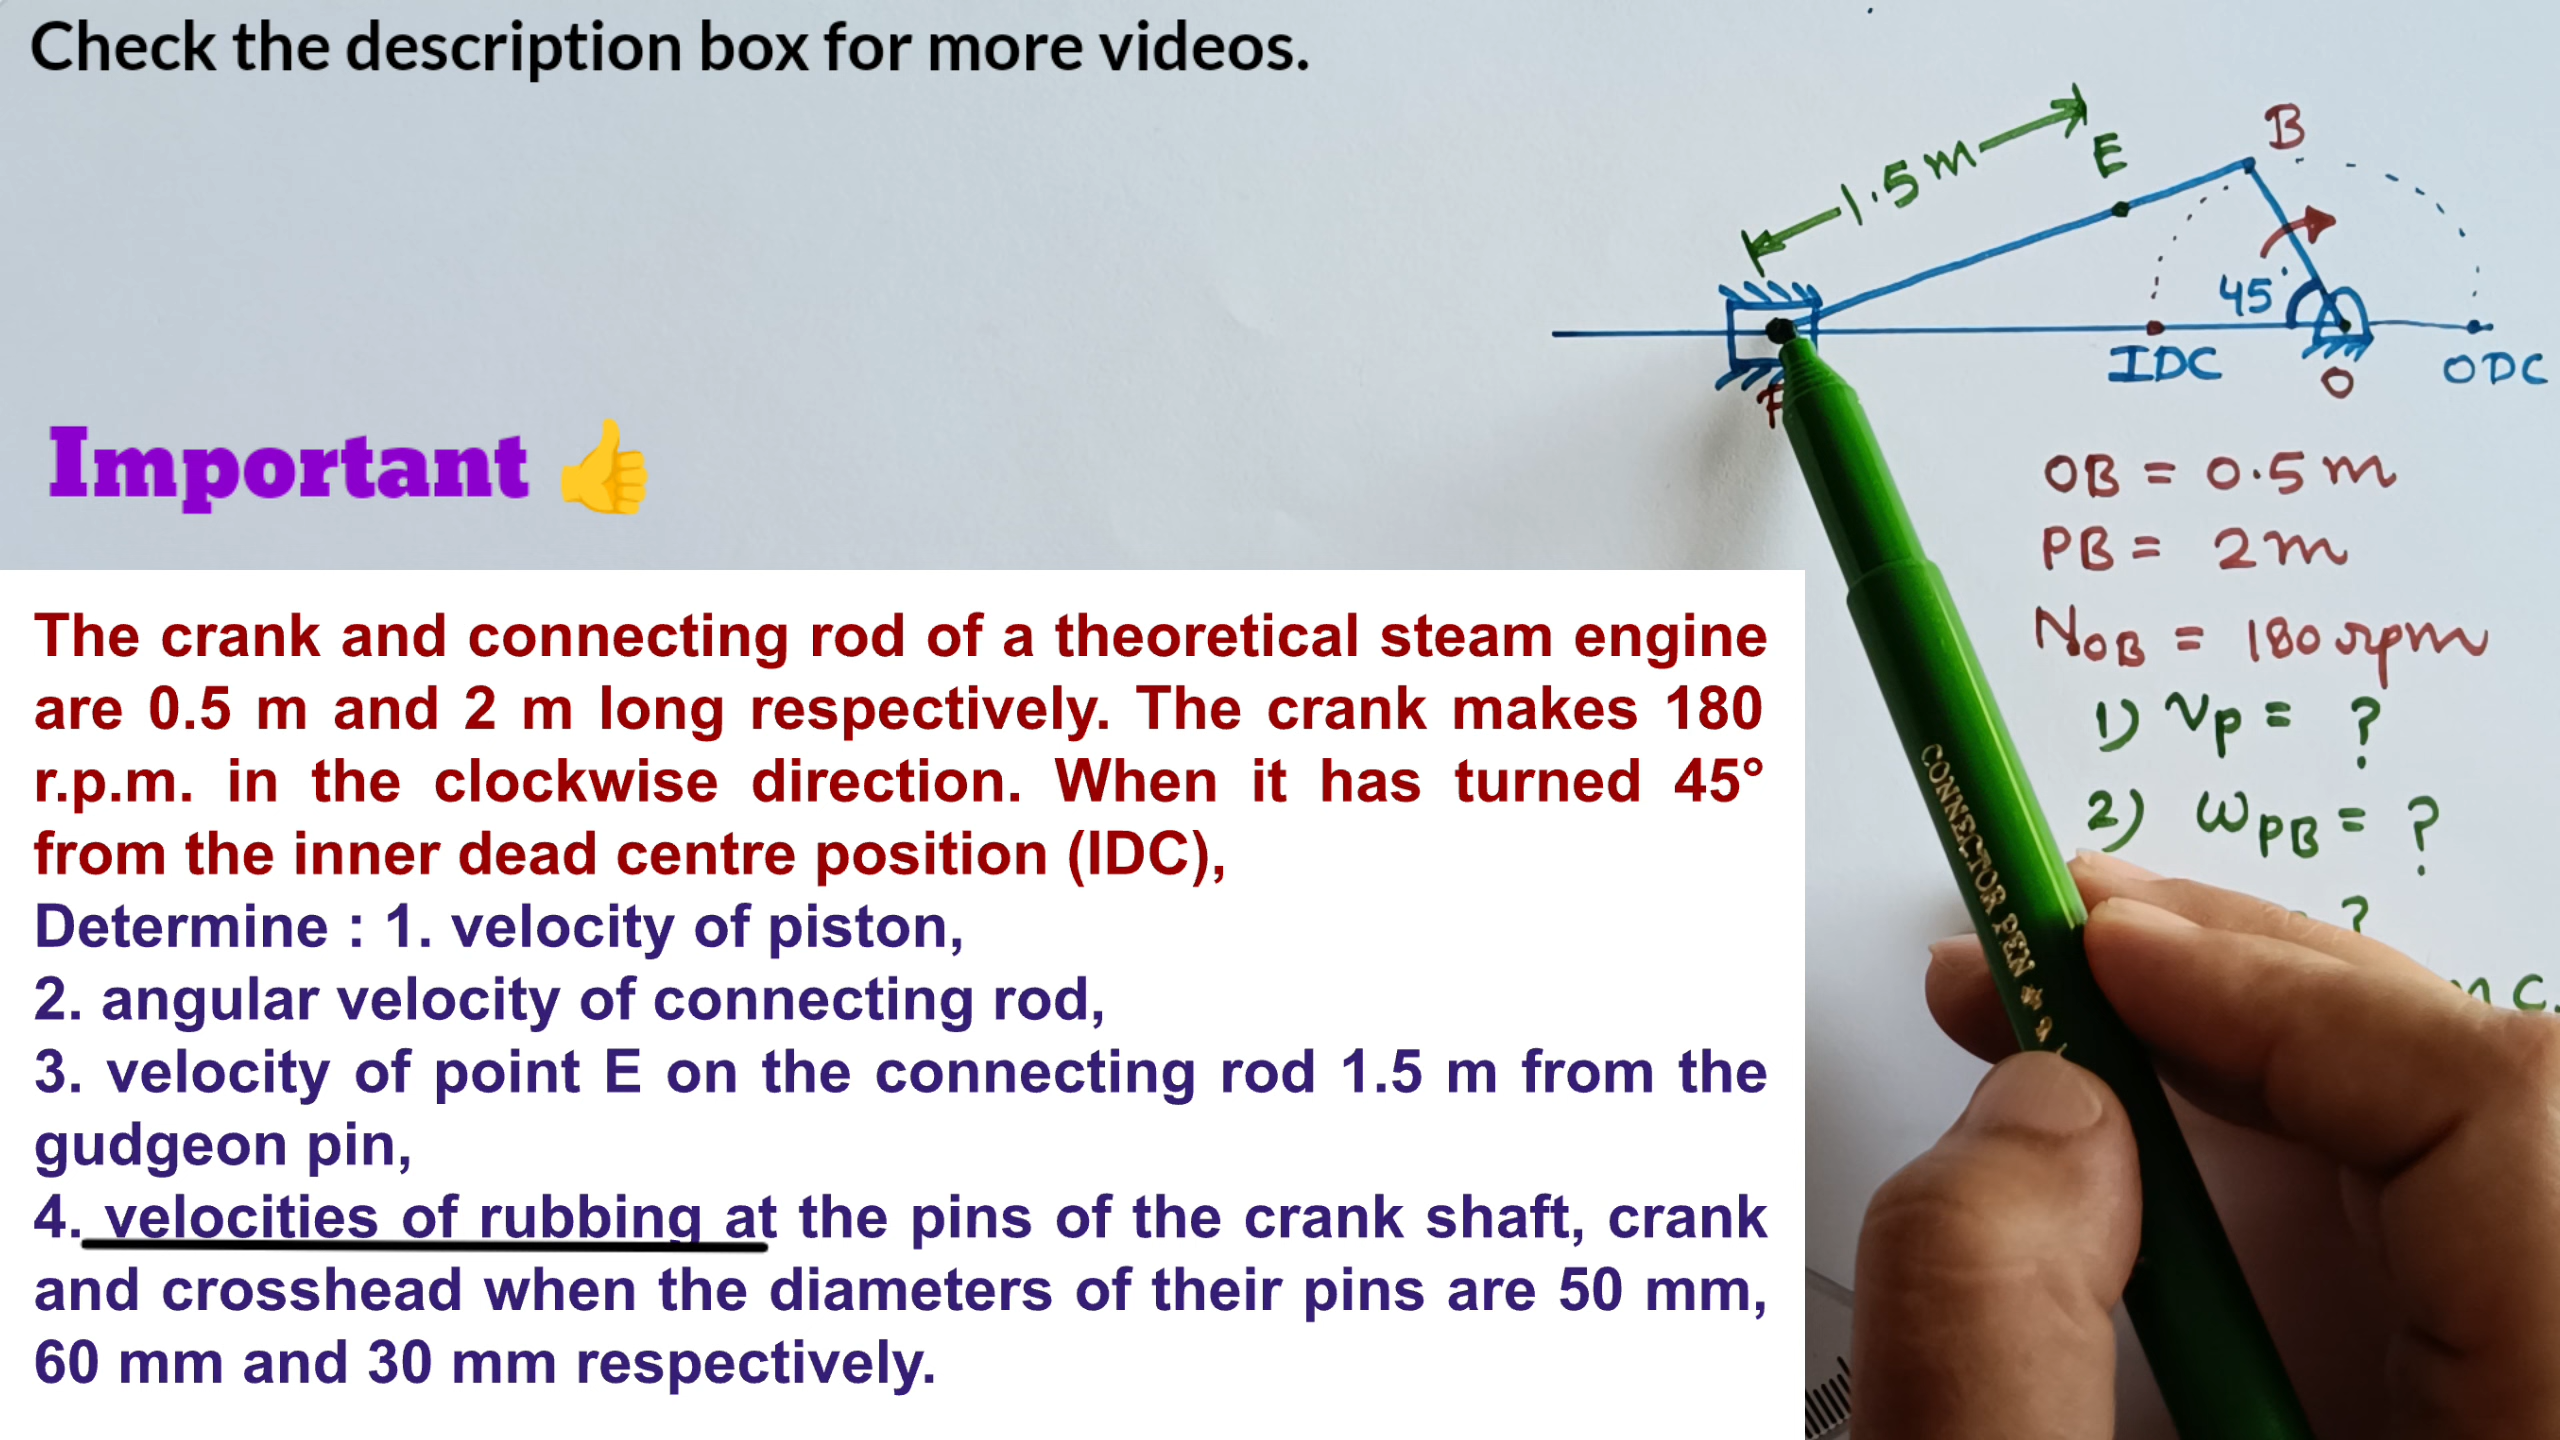 Check the description box for more videos.
1.5m
E
B
45°
IDC
O
ODC
Important 👍
OB = 0.5m
PB = 2m
NOB = 180 rpm
1) vp = ?
2) ωPB = ?
?
The crank and connecting rod of a theoretical steam engine
are 0.5 m and 2 m long respectively. The crank makes 180
r.p.m. in the clockwise direction. When it has turned 45°
from the inner dead centre position (IDC),
Determine : 1. velocity of piston,
2. angular velocity of connecting rod,
3. velocity of point E on the connecting rod 1.5 m from the
gudgeon pin,
4. velocities of rubbing at the pins of the crank shaft, crank
and crosshead when the diameters of their pins are 50 mm,
60 mm and 30 mm respectively.
CONNECTOR PEN